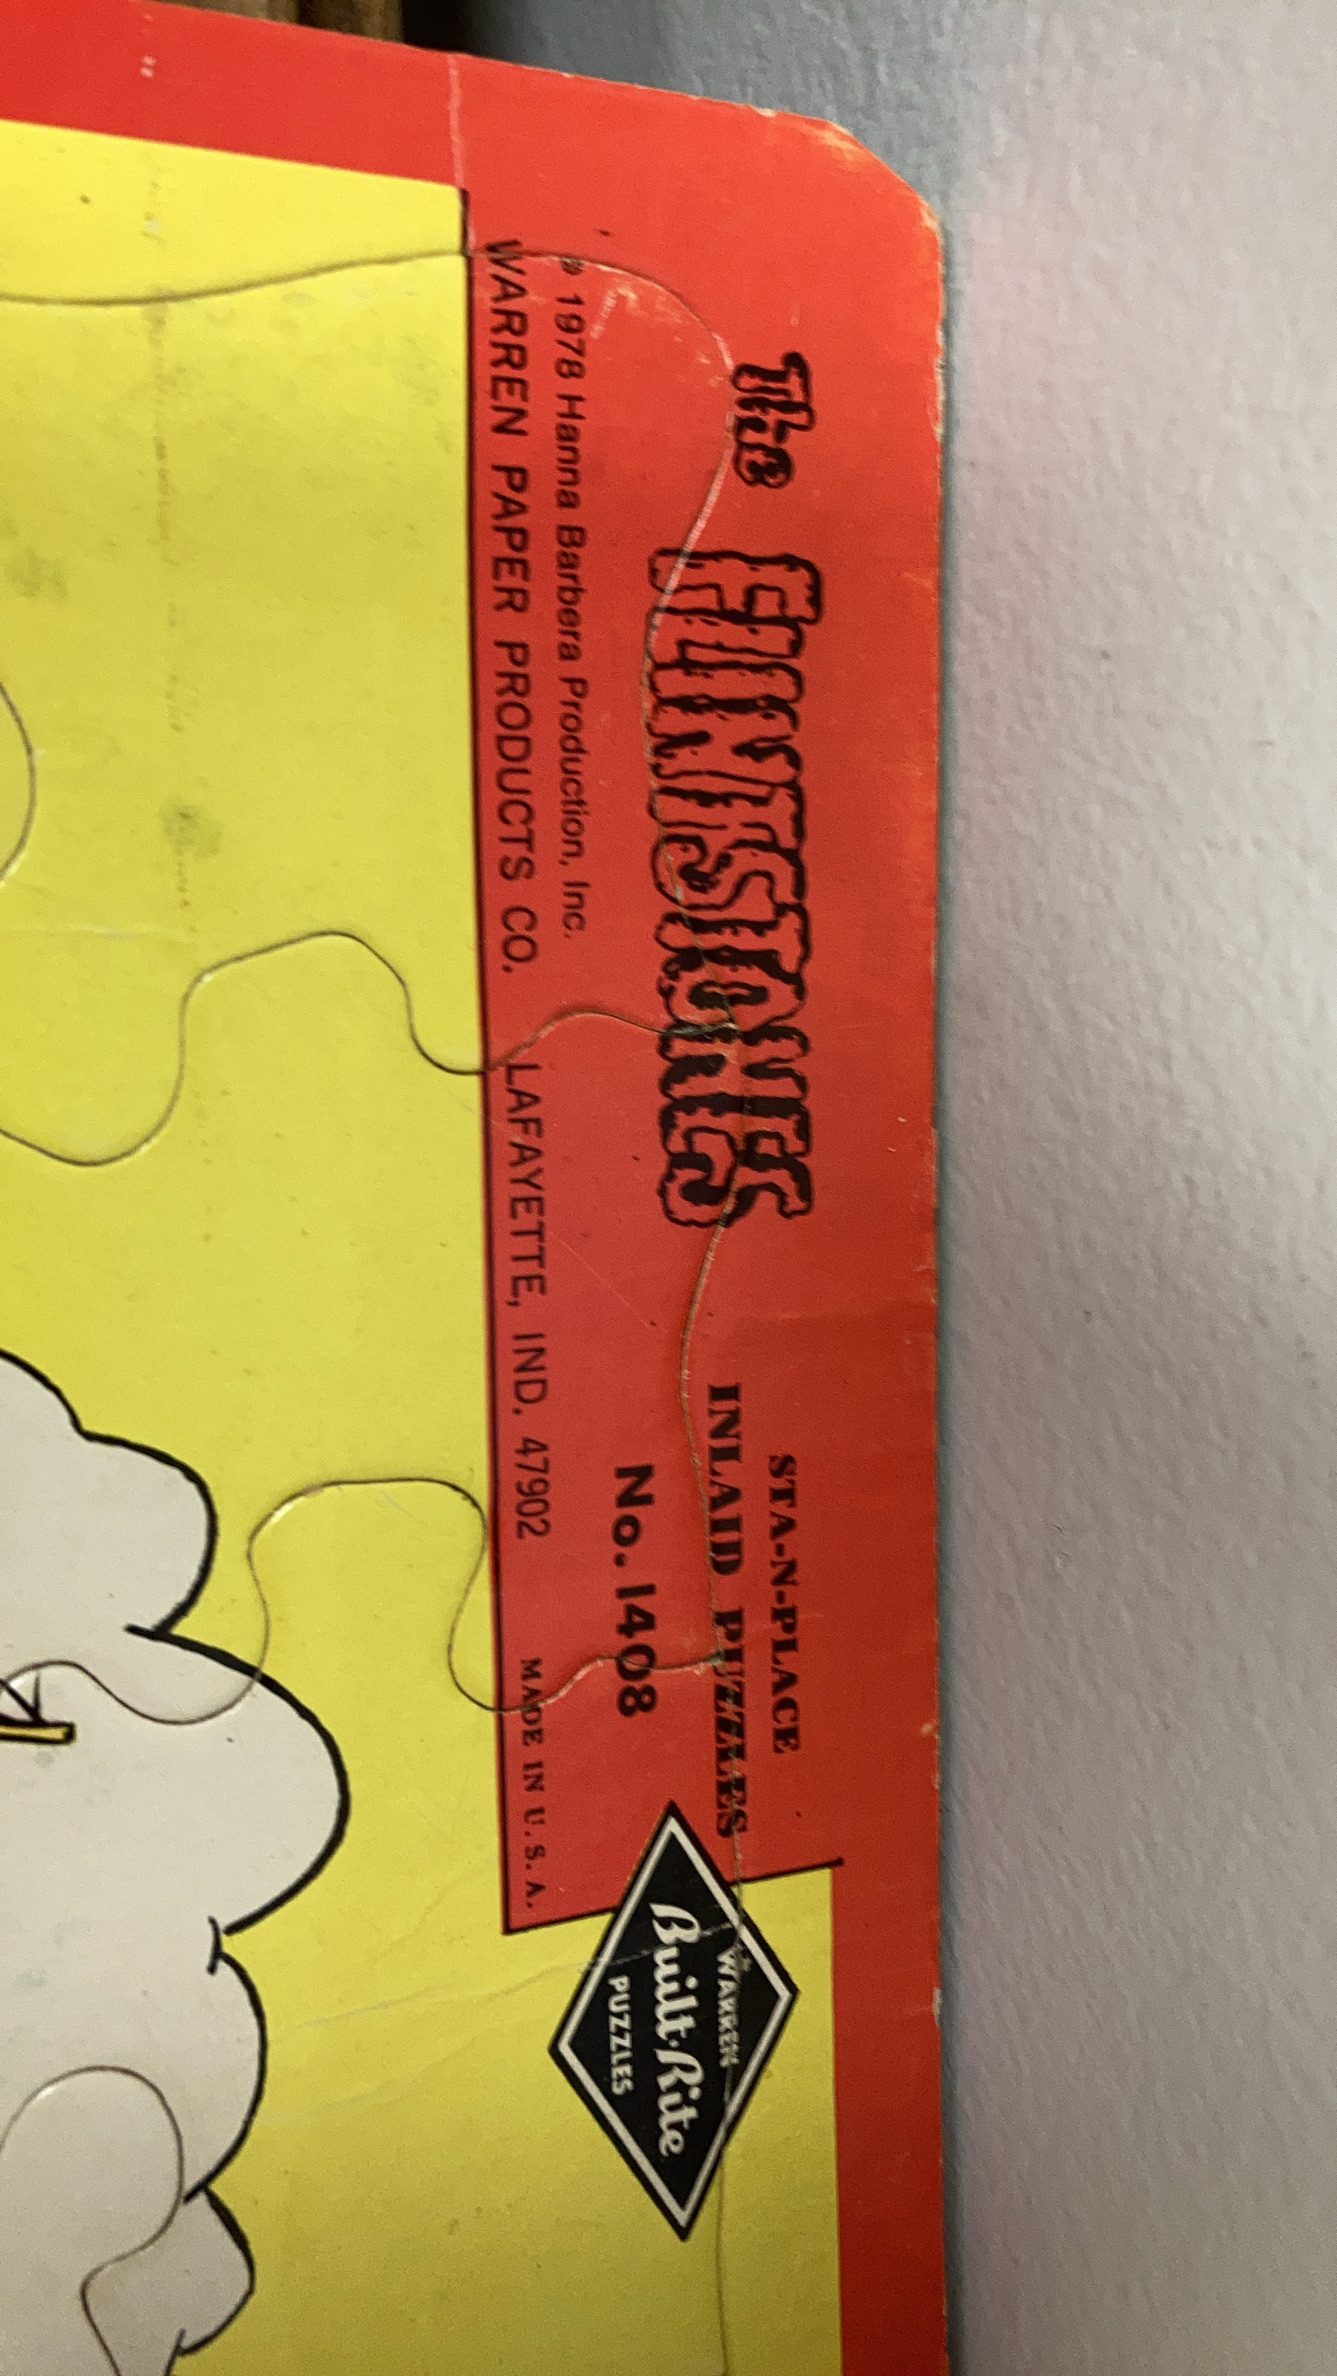 The FLINTSTONES
STA-N-PLACE
INLAID PUZZLES
No. 1408
© 1978 Hanna Barbera Production, Inc.
WARREN PAPER PRODUCTS CO. LAFAYETTE, IND. 47902 MADE IN U. S. A.
WARREN
Built-Rite
PUZZLES